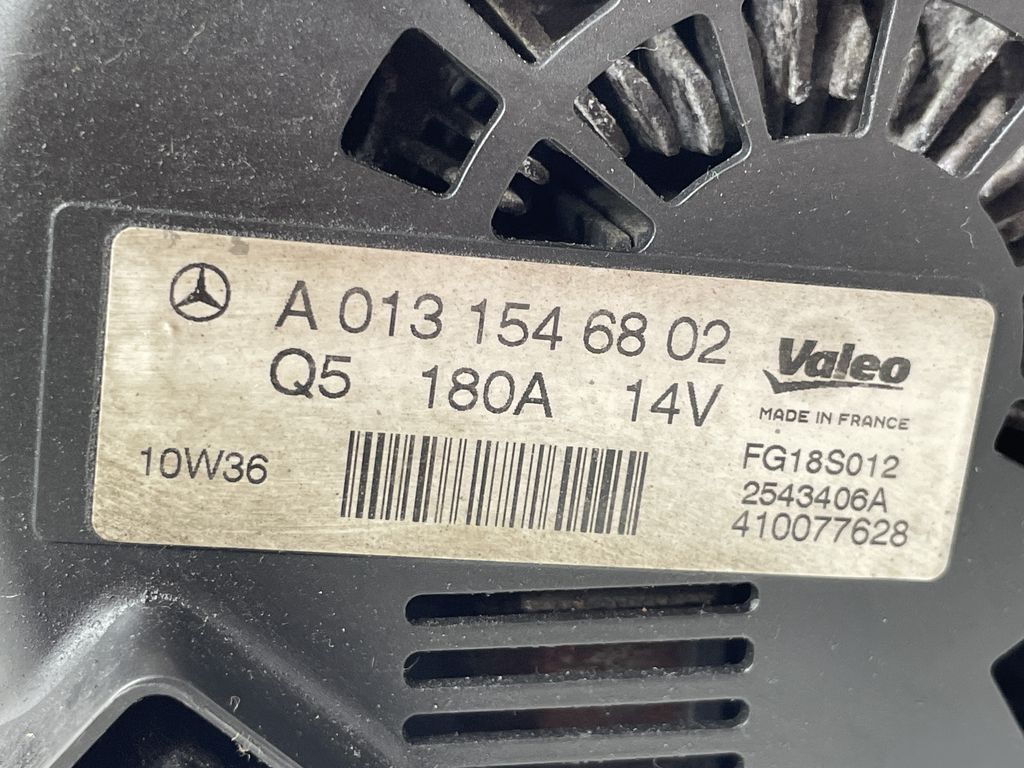 A 013 154 68 02
Q5 180A 14V
10W36
Valeo
MADE IN FRANCE
FG18S012
2543406A
410077628